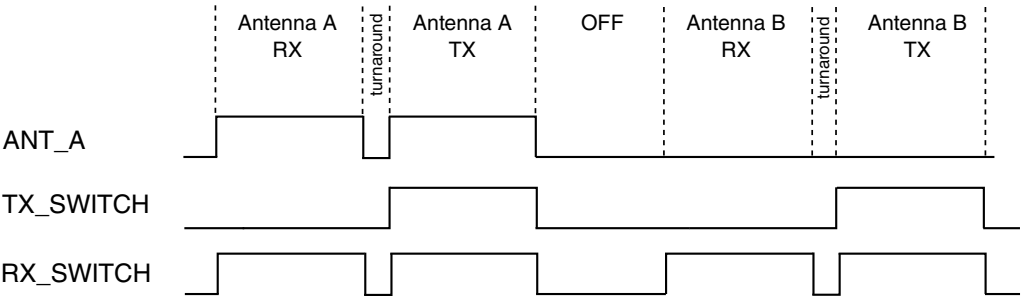 Antenna A RX
turnaround
Antenna A TX
OFF
Antenna B RX
turnaround
Antenna B TX
ANT_A
TX_SWITCH
RX_SWITCH